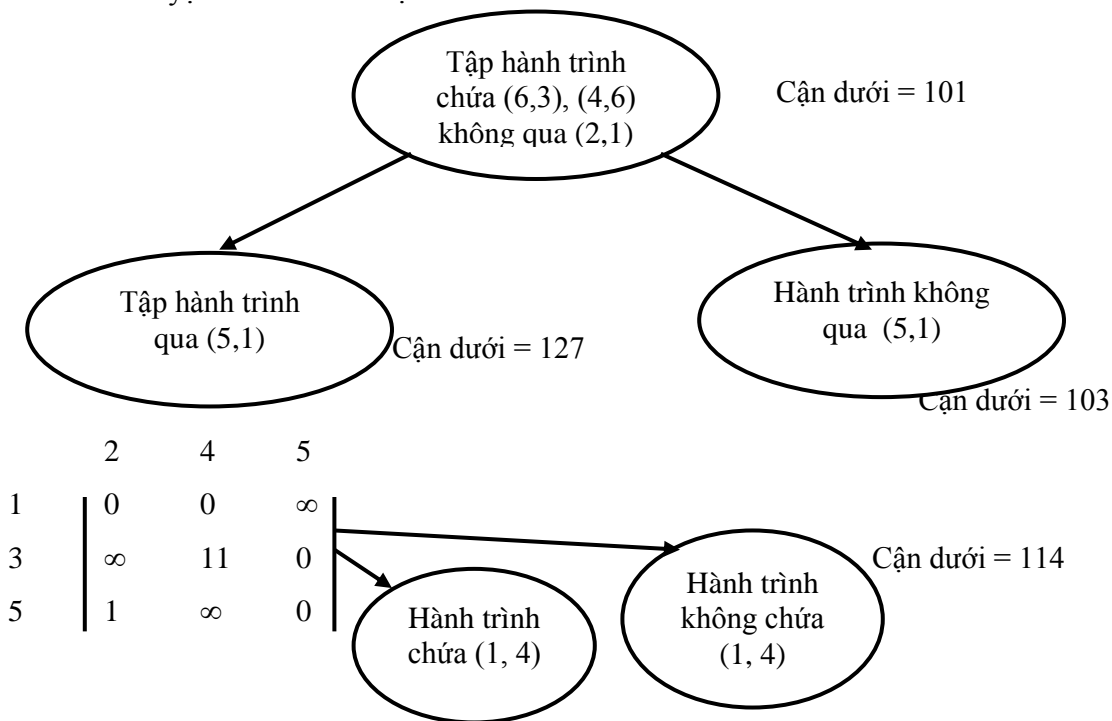 Tập hành trình
chứa (6,3), (4,6)
không qua (2,1)
Cận dưới = 101
Tập hành trình
qua (5,1)
Cận dưới = 127
Hành trình không
qua (5,1)
Cận dưới = 103
2 4 5
1 0 0 ∞
3 ∞ 11 0
5 1 ∞ 0
Hành trình
chứa (1, 4)
Hành trình
không chứa
(1, 4)
Cận dưới = 114